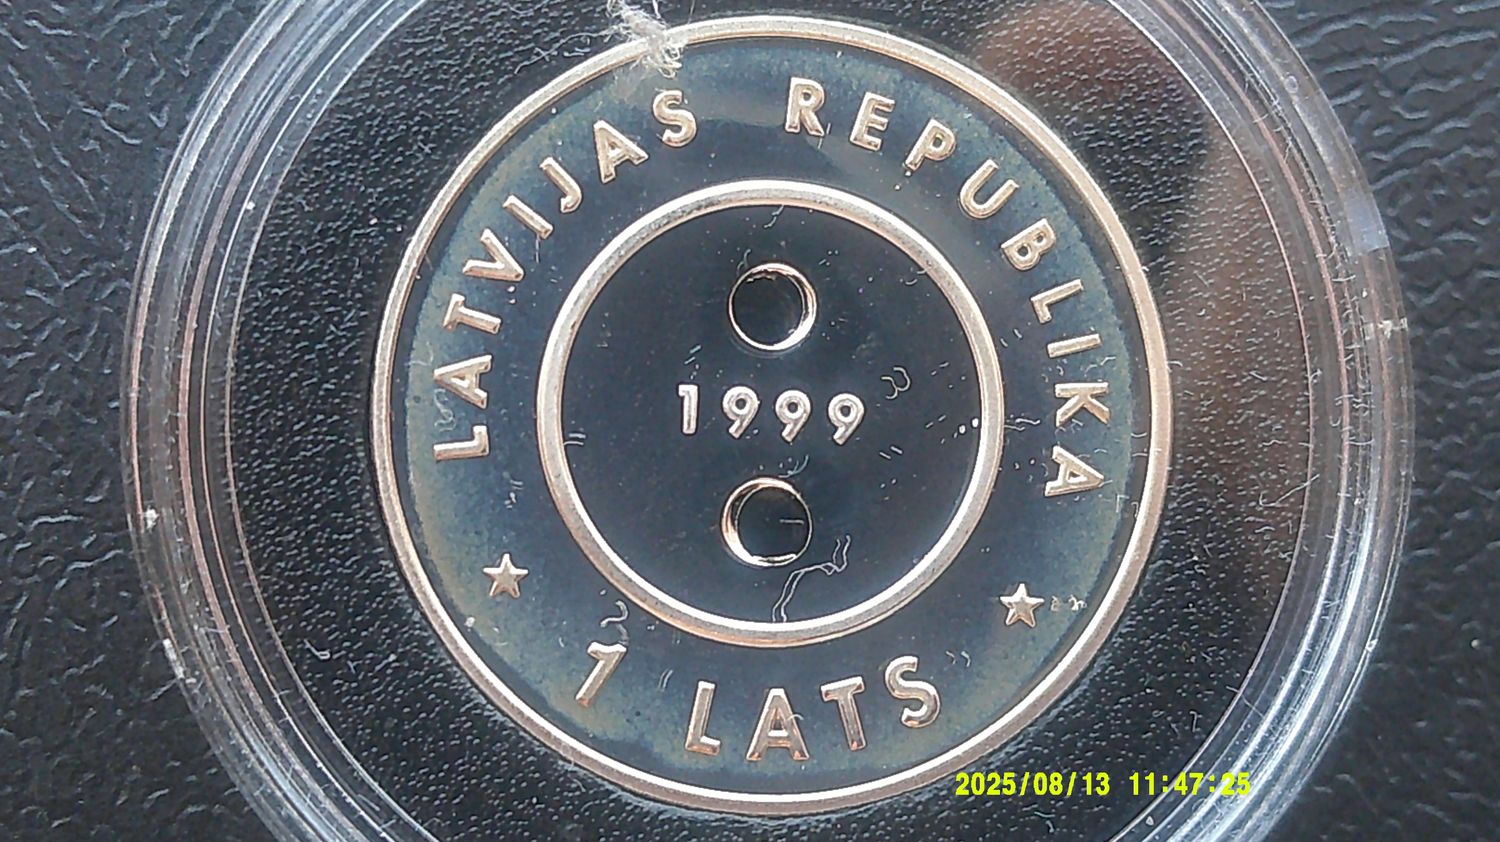 LATVIJAS REPUBLIKA
1999
1 LATS
2025/08/13 11:47:25